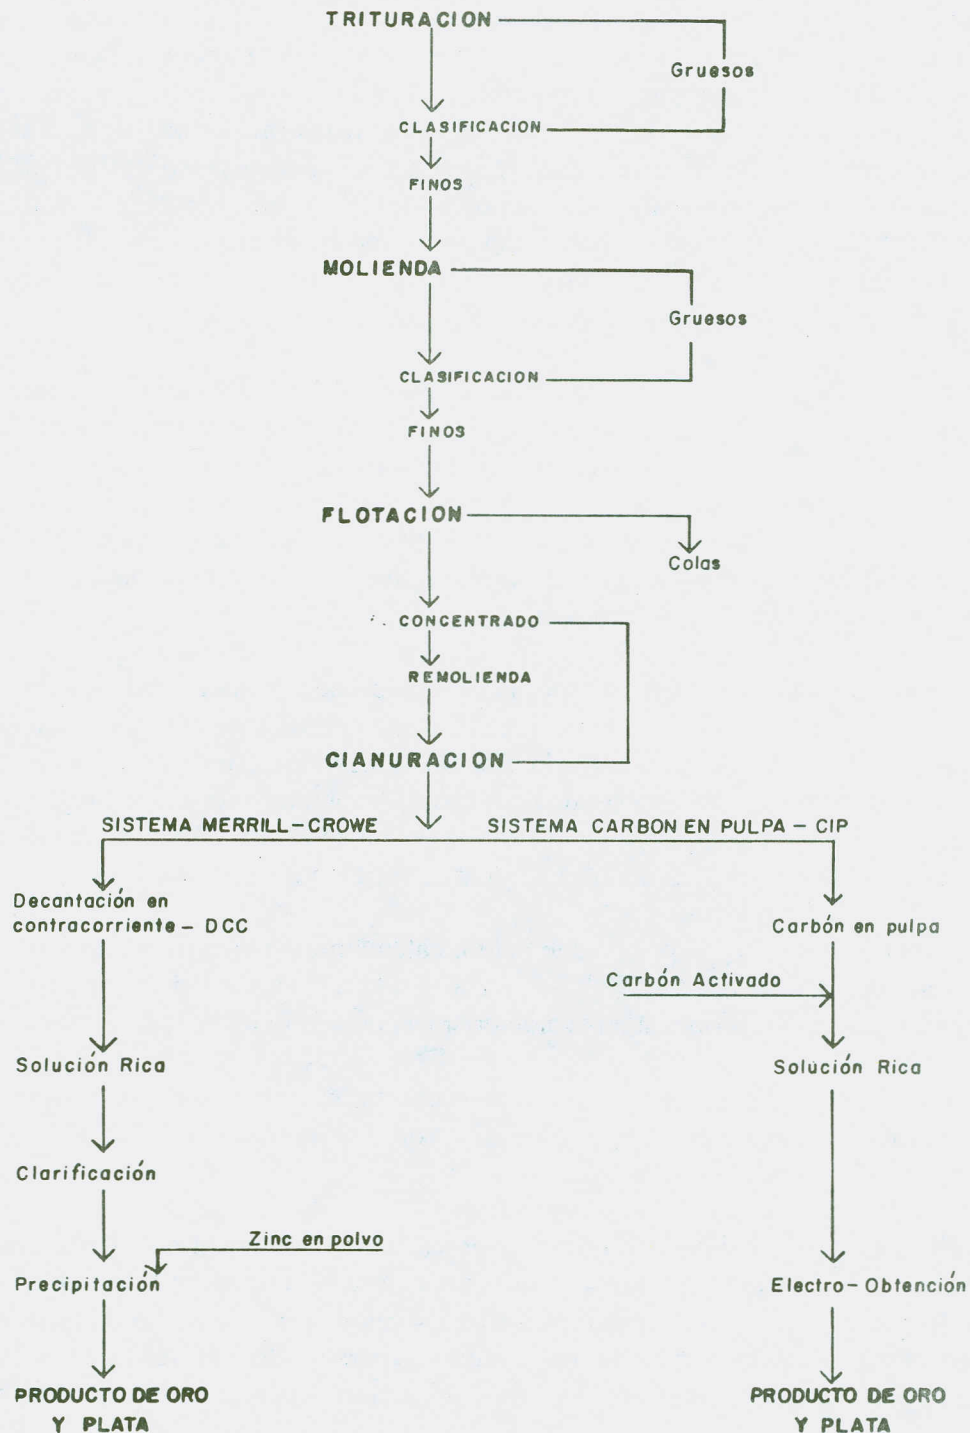 TRITURACION
Gruesos
CLASIFICACION
FINOS
MOLIENDA
Gruesos
CLASIFICACION
FINOS
FLOTACION
Colas
CONCENTRADO
REMOLIENDA
CIANURACION
SISTEMA MERRILL-CROWE
SISTEMA CARBON EN PULPA - CIP
Decantación en
contracorriente - DCC
Carbón en pulpa
Carbón Activado
Solución Rica
Solución Rica
Clarificación
Zinc en polvo
Precipitación
Electro-Obtención
PRODUCTO DE ORO
Y PLATA
PRODUCTO DE ORO
Y PLATA